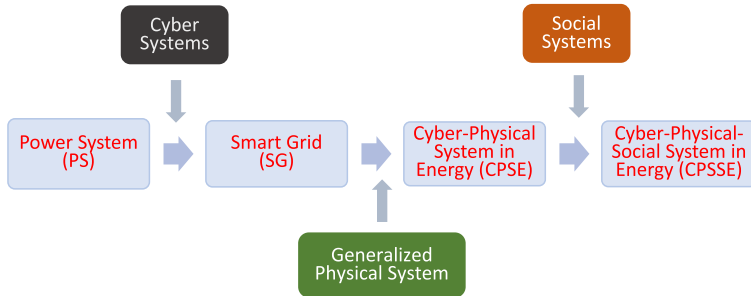 Cyber
Systems
Social
Systems
Power System
(PS)
Smart Grid
(SG)
Cyber-Physical
System in
Energy (CPSE)
Cyber-Physical-
Social System in
Energy (CPSSE)
Generalized
Physical System